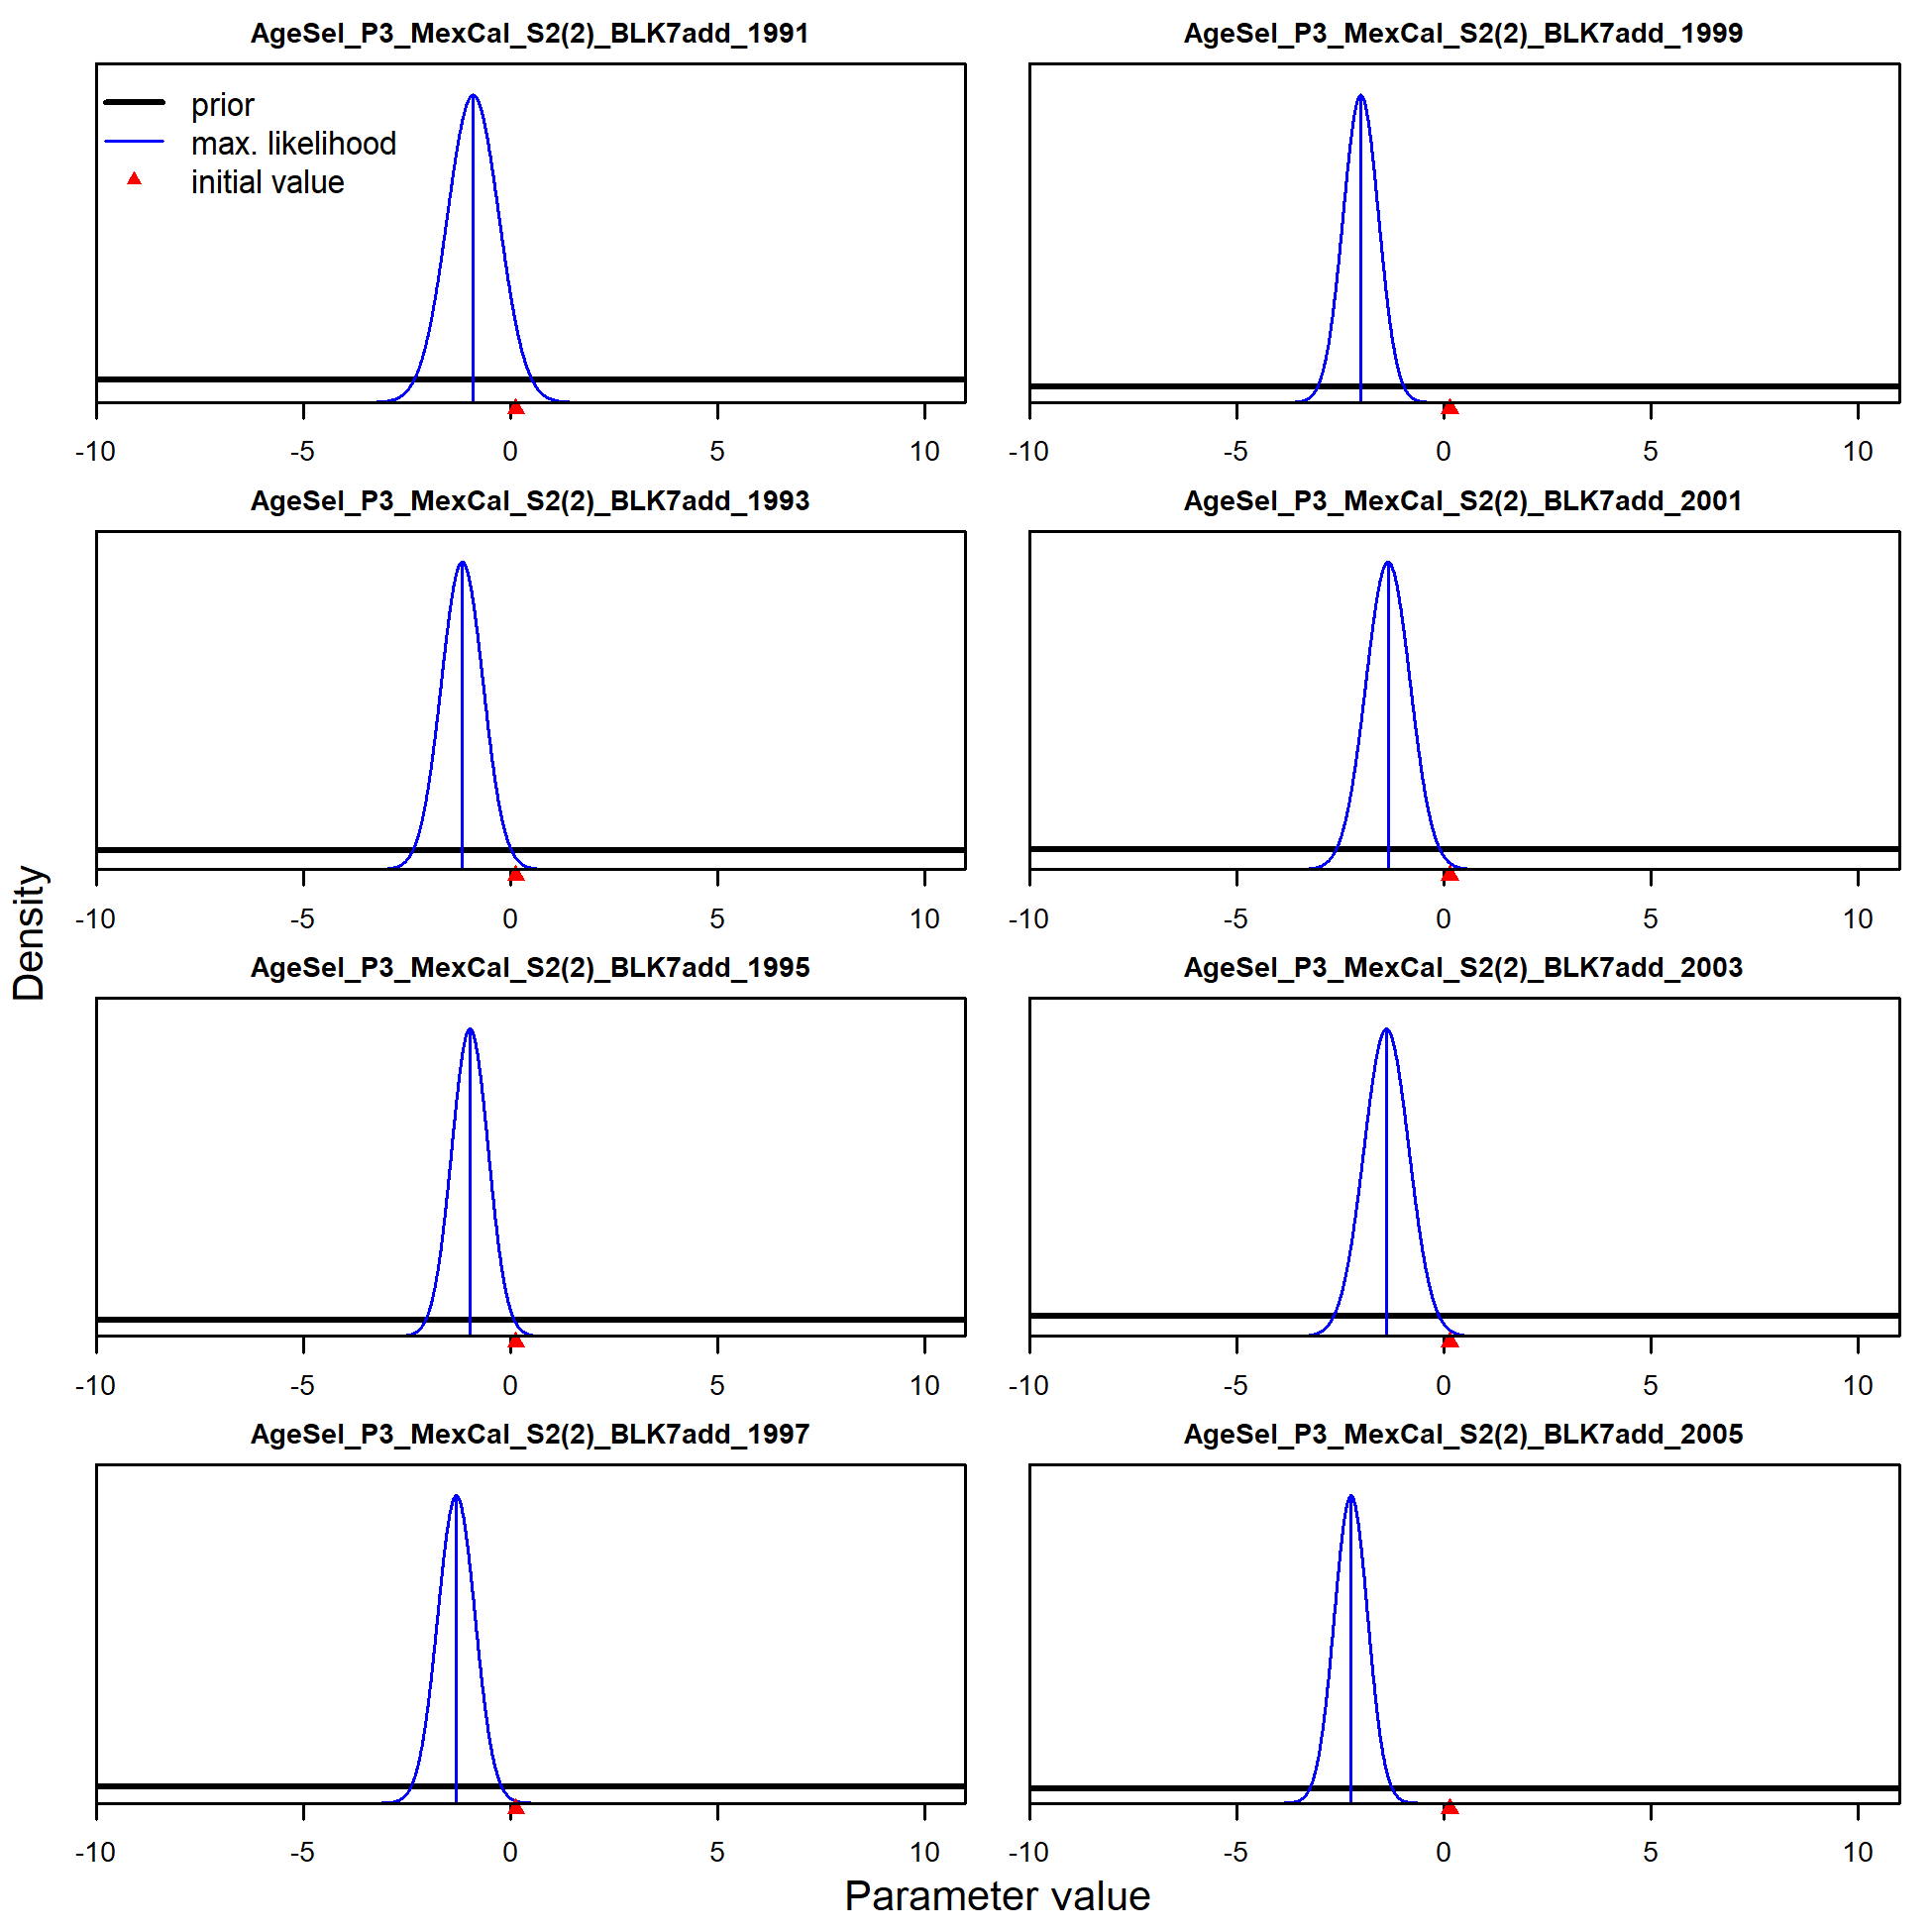 AgeSel_P3_MexCal_S2(2)_BLK7add_1991
prior
max. likelihood
initial value
-10 -5 0 5 10
AgeSel_P3_MexCal_S2(2)_BLK7add_1999
-10 -5 0 5 10
AgeSel_P3_MexCal_S2(2)_BLK7add_1993
-10 -5 0 5 10
AgeSel_P3_MexCal_S2(2)_BLK7add_2001
-10 -5 0 5 10
AgeSel_P3_MexCal_S2(2)_BLK7add_1995
-10 -5 0 5 10
AgeSel_P3_MexCal_S2(2)_BLK7add_2003
-10 -5 0 5 10
AgeSel_P3_MexCal_S2(2)_BLK7add_1997
-10 -5 0 5 10
AgeSel_P3_MexCal_S2(2)_BLK7add_2005
-10 -5 0 5 10
Density
Parameter value